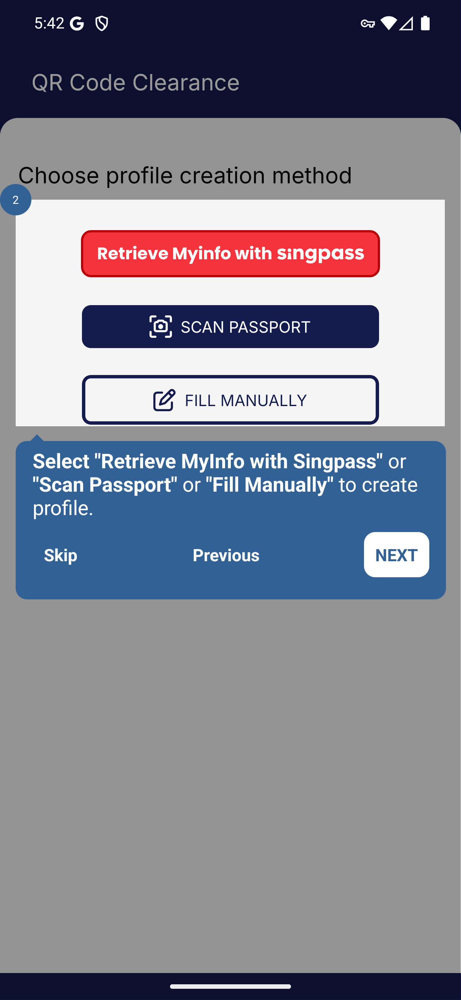 5:42
QR Code Clearance
Choose profile creation method
2
Retrieve Myinfo with singpass
SCAN PASSPORT
FILL MANUALLY
Select "Retrieve MyInfo with Singpass" or
"Scan Passport" or "Fill Manually" to create
profile.
Skip
Previous
NEXT